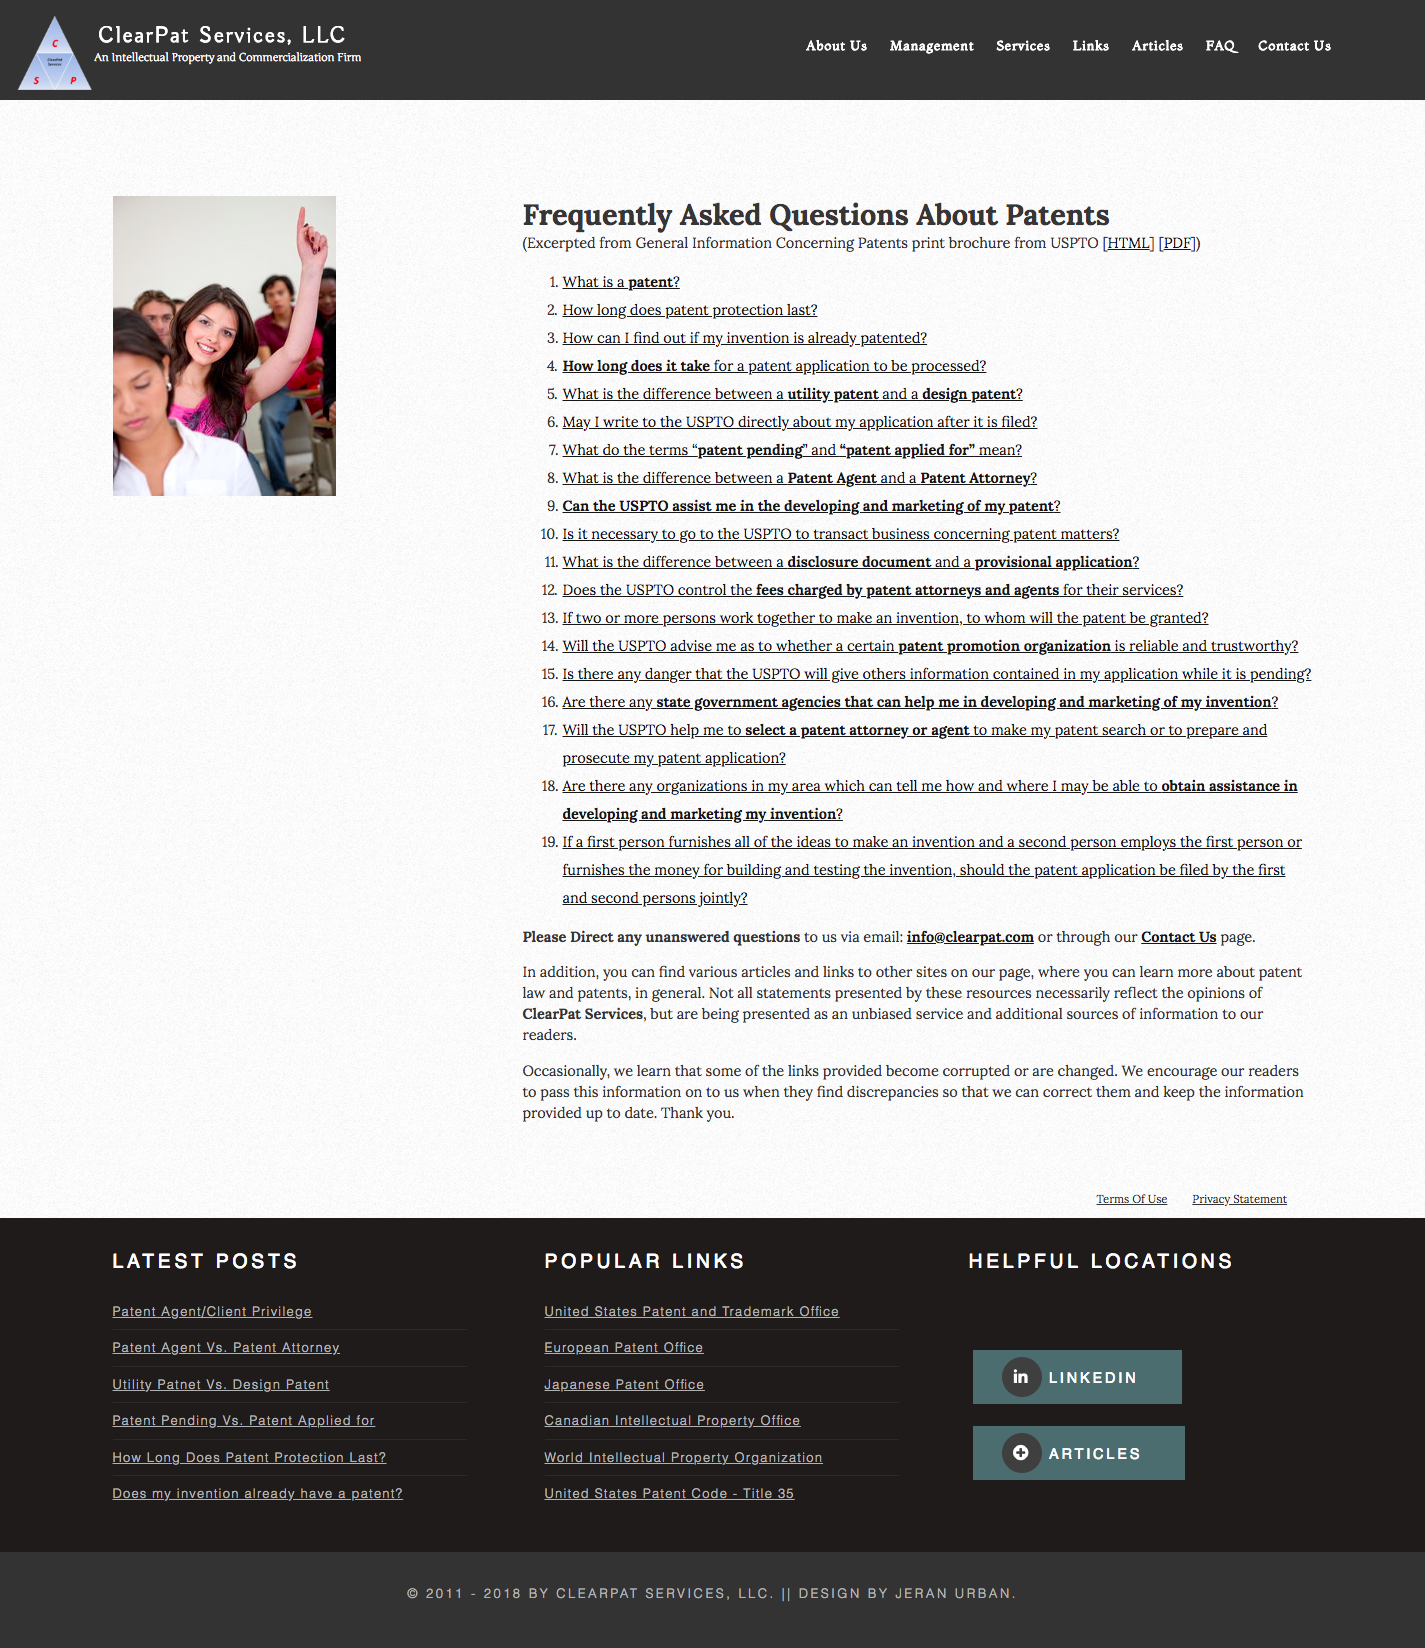 C
ClearPat
Services
S P
ClearPat Services, LLC
An Intellectual Property and Commercialization Firm
About Us Management Services Links Articles FAQ Contact Us
Frequently Asked Questions About Patents
(Excerpted from General Information Concerning Patents print brochure from USPTO [HTML] [PDF])
1. What is a patent?
2. How long does patent protection last?
3. How can I find out if my invention is already patented?
4. How long does it take for a patent application to be processed?
5. What is the difference between a utility patent and a design patent?
6. May I write to the USPTO directly about my application after it is filed?
7. What do the terms “patent pending” and “patent applied for” mean?
8. What is the difference between a Patent Agent and a Patent Attorney?
9. Can the USPTO assist me in the developing and marketing of my patent?
10. Is it necessary to go to the USPTO to transact business concerning patent matters?
11. What is the difference between a disclosure document and a provisional application?
12. Does the USPTO control the fees charged by patent attorneys and agents for their services?
13. If two or more persons work together to make an invention, to whom will the patent be granted?
14. Will the USPTO advise me as to whether a certain patent promotion organization is reliable and trustworthy?
15. Is there any danger that the USPTO will give others information contained in my application while it is pending?
16. Are there any state government agencies that can help me in developing and marketing of my invention?
17. Will the USPTO help me to select a patent attorney or agent to make my patent search or to prepare and
prosecute my patent application?
18. Are there any organizations in my area which can tell me how and where I may be able to obtain assistance in
developing and marketing my invention?
19. If a first person furnishes all of the ideas to make an invention and a second person employs the first person or
furnishes the money for building and testing the invention, should the patent application be filed by the first
and second persons jointly?
Please Direct any unanswered questions to us via email: info@clearpat.com or through our Contact Us page.
In addition, you can find various articles and links to other sites on our page, where you can learn more about patent
law and patents, in general. Not all statements presented by these resources necessarily reflect the opinions of
ClearPat Services, but are being presented as an unbiased service and additional sources of information to our
readers.
Occasionally, we learn that some of the links provided become corrupted or are changed. We encourage our readers
to pass this information on to us when they find discrepancies so that we can correct them and keep the information
provided up to date. Thank you.
Terms Of Use Privacy Statement
LATEST POSTS
Patent Agent/Client Privilege
Patent Agent Vs. Patent Attorney
Utility Patnet Vs. Design Patent
Patent Pending Vs. Patent Applied for
How Long Does Patent Protection Last?
Does my invention already have a patent?
POPULAR LINKS
United States Patent and Trademark Office
European Patent Office
Japanese Patent Office
Canadian Intellectual Property Office
World Intellectual Property Organization
United States Patent Code - Title 35
HELPFUL LOCATIONS
in LINKEDIN
ARTICLES
© 2011 - 2018 BY CLEARPAT SERVICES, LLC. || DESIGN BY JERAN URBAN.